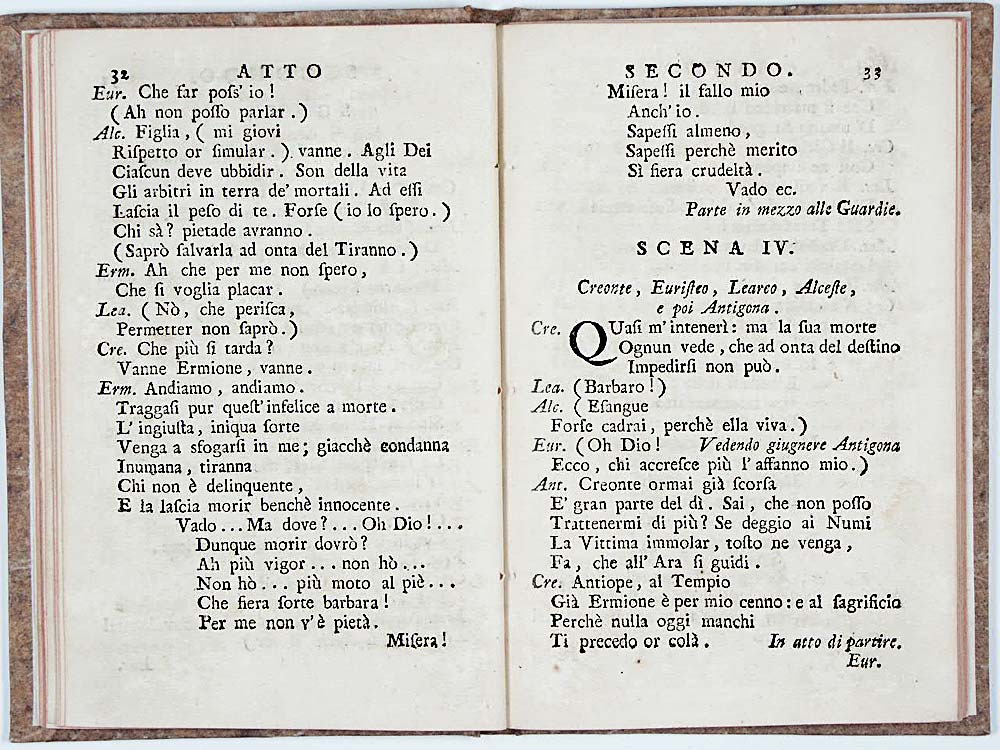 32 ATTO
Eur. Che far poſs' io !
( Ah non poſſo parlar . )
Alc. Figlia , ( mi giovi
Riſpetto or ſimular . ) vanne . Agli Dei
Ciaſcun deve ubbidir . Son della vita
Gli arbitri in terra de' mortali . Ad eſſi
Laſcia il peſo di te . Forſe ( io lo ſpero . )
Chi sà ? pietade avranno .
( Saprò ſalvarla ad onta del Tiranno . )
Erm. Ah che per me non ſpero ,
Che ſi voglia placar .
Lea. ( Nò , che periſca ,
Permetter non ſaprò . )
Cre. Che più ſi tarda ?
Vanne Ermione , vanne .
Erm. Andiamo , andiamo .
Traggaſi pur queſt' infelice a morte .
L' ingiuſta , iniqua ſorte
Venga a sfogarſi in me ; giacchè condanna
Inumana , tiranna
Chi non è delinquente ,
E la laſcia morir benchè innocente .
Vado . . . Ma dove ? . . . Oh Dio ! . . .
Dunque morir dovrò ?
Ah più vigor . . . non hò . . .
Non hò . . . più moto al piè . . .
Che fiera ſorte barbara !
Per me non v' è pietà .
Miſera !
SECONDO. 33
Miſera ! il fallo mio
Anch' io .
Sapeſſi almeno ,
Sapeſſi perchè merito
Sì fiera crudeltà .
Vado ec.
Parte in mezzo alle Guardie.
SCENA IV.
Creonte , Euriſteo , Learco , Alceſte ,
e poi Antigona .
Cre. QUaſi m' intenerì : ma la ſua morte
Ognun vede , che ad onta del deſtino
Impedirſi non può .
Lea. ( Barbaro ! )
Alc. ( Eſangue
Forſe cadrai , perchè ella viva . )
Eur. ( Oh Dio ! Vedendo giugnere Antigona
Ecco , chi accreſce più l' affanno mio . )
Ant. Creonte ormai già ſcorſa
E' gran parte del dì . Sai , che non poſſo
Trattenermi di più ? Se deggio ai Numi
La Vittima immolar , toſto ne venga ,
Fa , che all' Ara ſi guidi .
Cre. Antiope , al Tempio
Già Ermione è per mio cenno : e al ſagrificio
Perchè nulla oggi manchi
Ti precedo or colà . In atto di partire.
Eur.